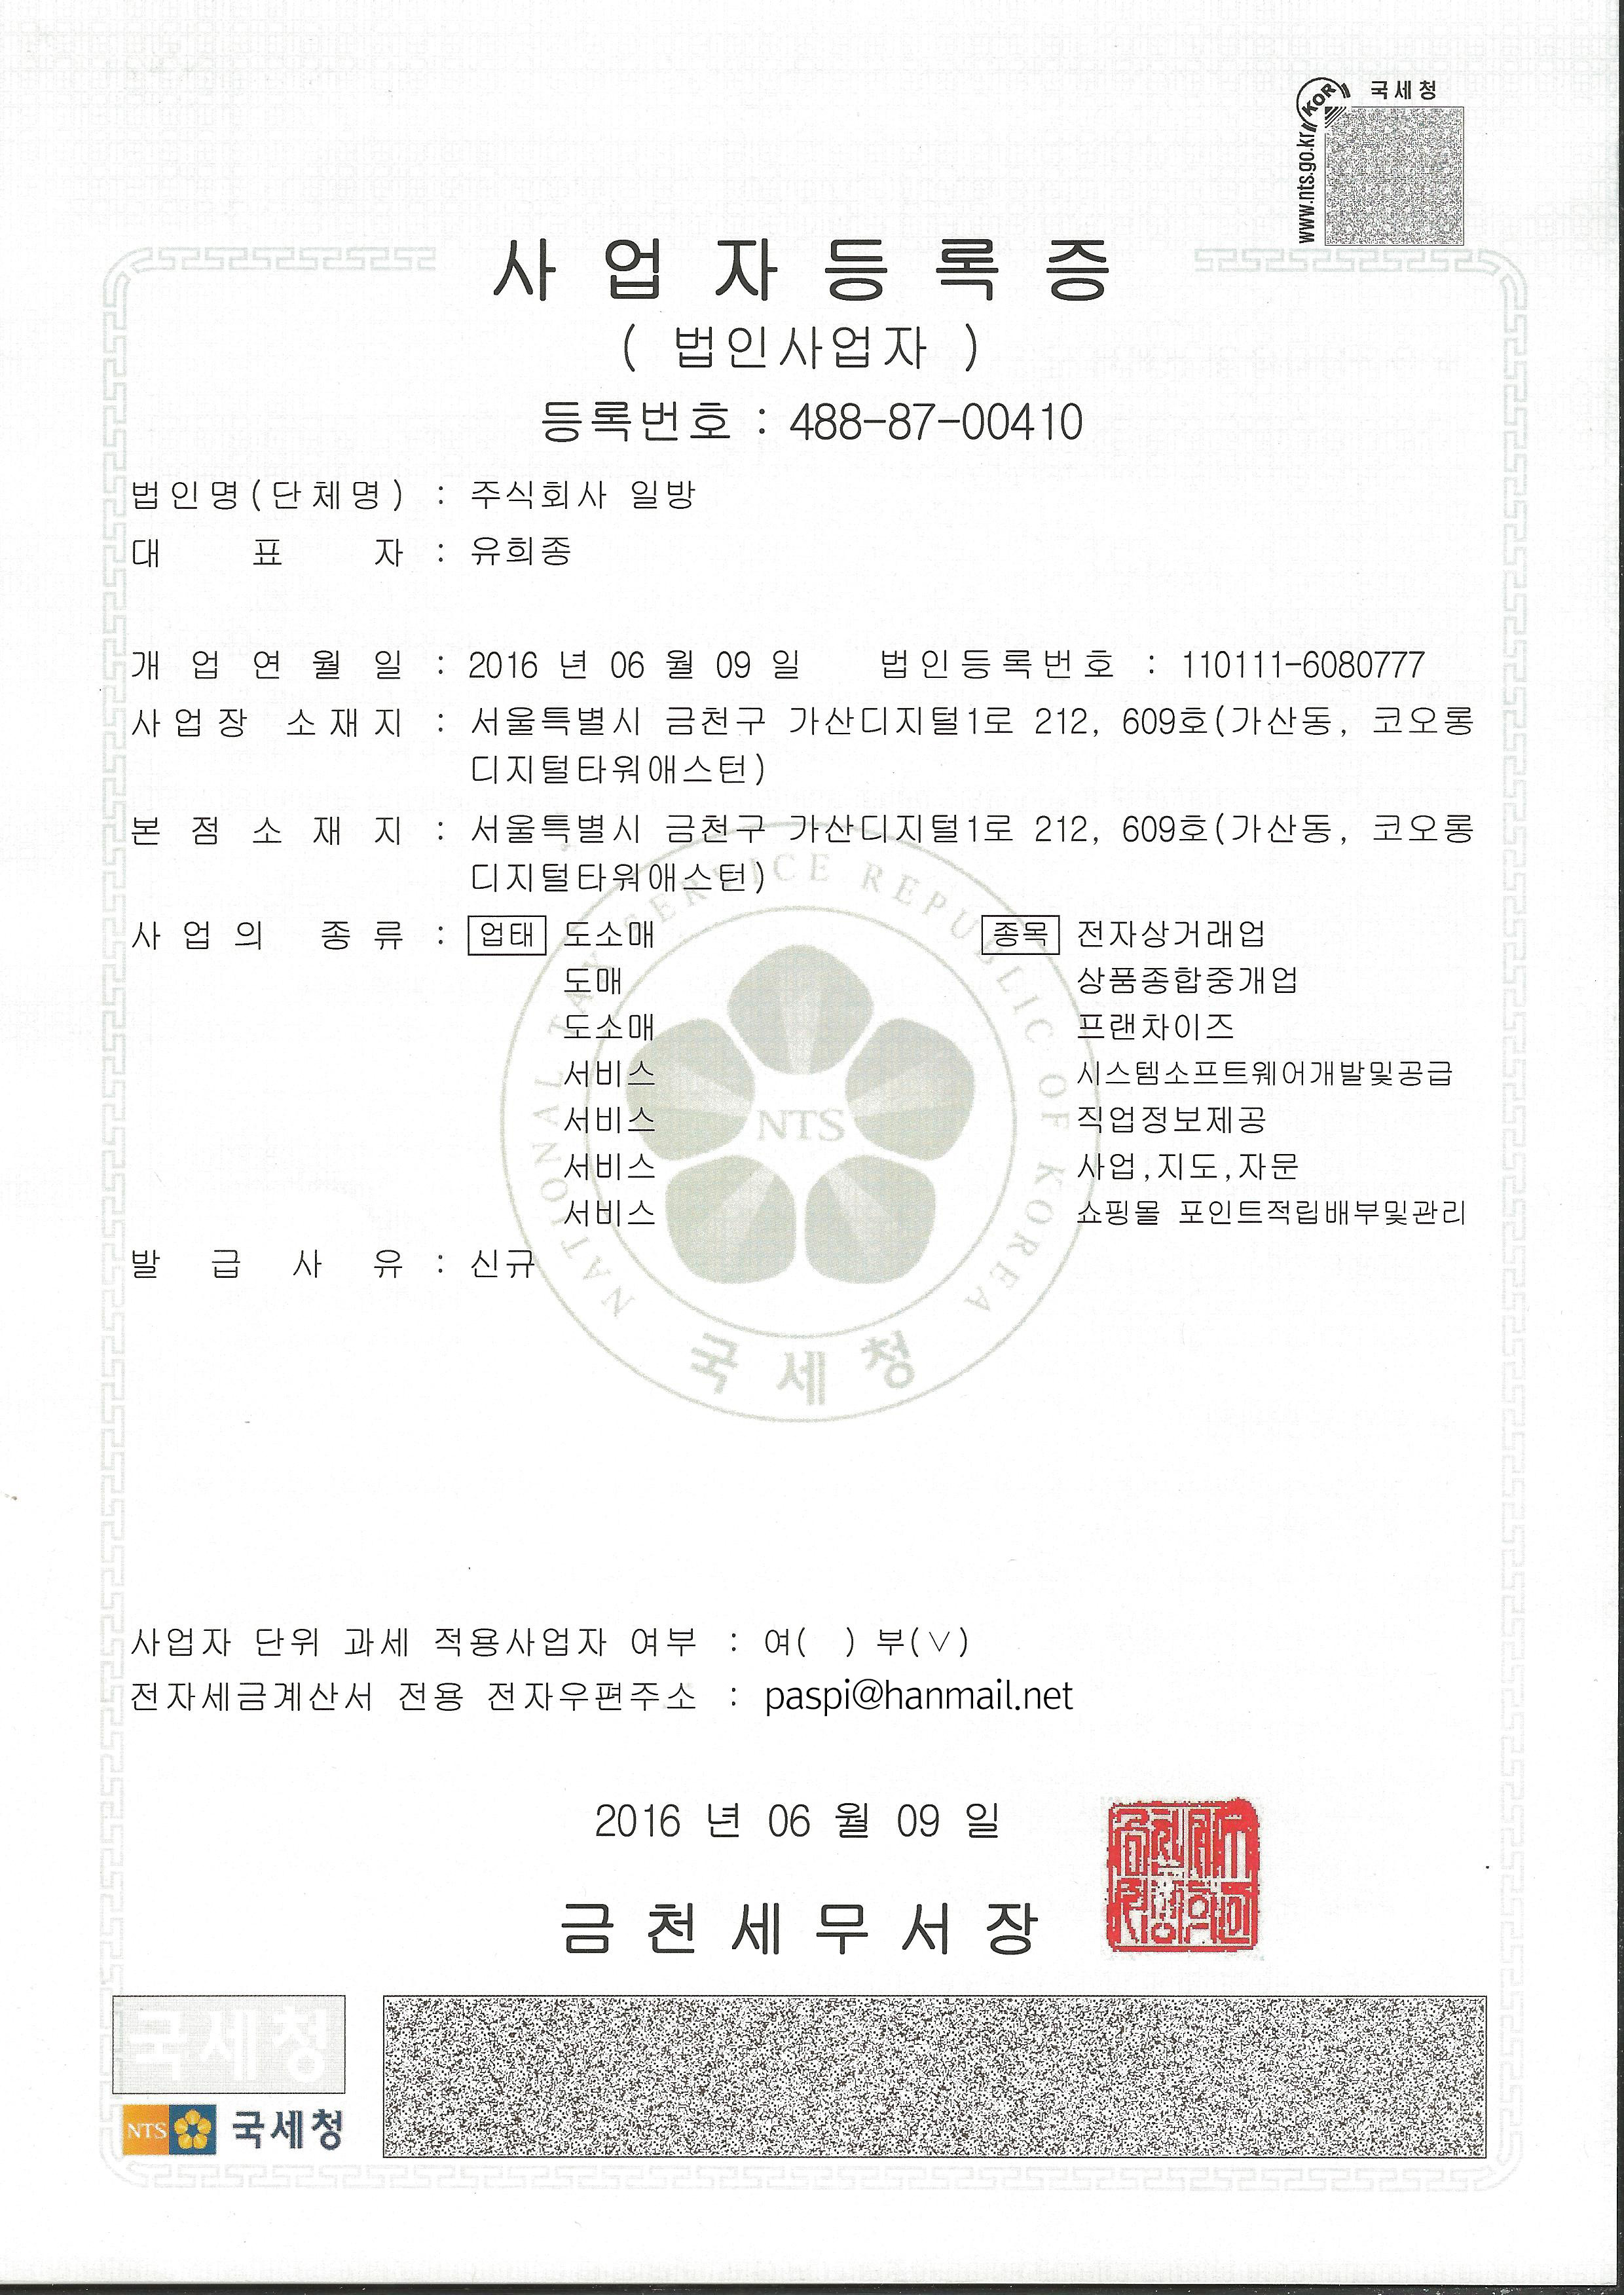 국세청
www.nts.go.kr
KOR
사업자등록증
( 법인사업자 )
등록번호 : 488-87-00410
법인명(단체명) : 주식회사 일방
대 표 자 : 유희종
개 업 연 월 일 : 2016 년 06 월 09 일 법인등록번호 : 110111-6080777
사업장 소재지 : 서울특별시 금천구 가산디지털1로 212, 609호(가산동, 코오롱
디지털타워애스턴)
본 점 소 재 지 : 서울특별시 금천구 가산디지털1로 212, 609호(가산동, 코오롱
디지털타워애스턴)
사 업 의 종 류 : 업태 도소매 종목 전자상거래업
도매 상품종합중개업
도소매 프랜차이즈
서비스 시스템소프트웨어개발및공급
서비스 직업정보제공
서비스 사업,지도,자문
서비스 쇼핑몰 포인트적립배부및관리
발 급 사 유 : 신규
NATIONAL TAX SERVICE REPUBLIC OF KOREA
NTS
국세청
사업자 단위 과세 적용사업자 여부 : 여( ) 부(∨)
전자세금계산서 전용 전자우편주소 : paspi@hanmail.net
2016 년 06 월 09 일
금천세무서장
국세청
NTS 국세청